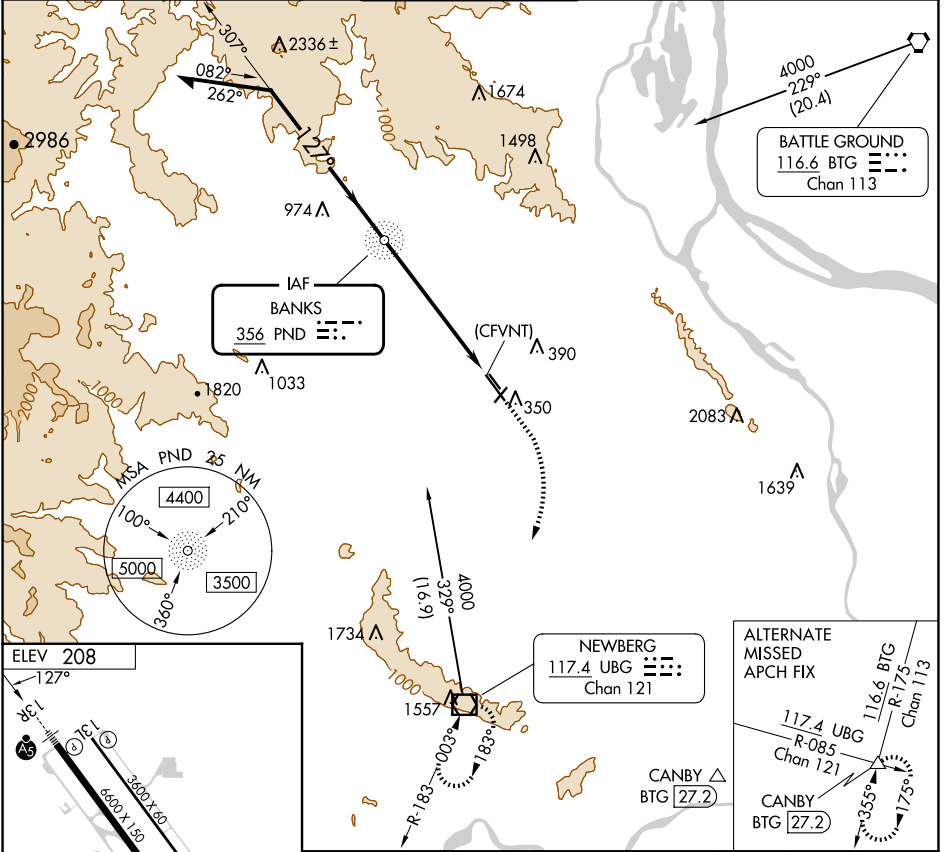 307°
2336 ±
082°
262°
127°
1674
1000
1498
2986
974
4000
229°
(20.4)
BATTLE GROUND
116.6 BTG
Chan 113
IAF
BANKS
356 PND
(CFVNT)
390
1033
350
1820
1000
2000
2083
1639
MSA PND 25 NM
4400
100°
210°
5000
3500
360°
4000
329°
(16.9)
1734
1000
1557
NEWBERG
117.4 UBG
Chan 121
R-183
003°
183°
CANBY
BTG 27.2
ELEV 208
127°
13R
13L
P
P
A5
6600 X 150
3600 X 60
ALTERNATE
MISSED
APCH FIX
116.6 BTG
R-175
Chan 113
117.4 UBG
R-085
Chan 121
CANBY
BTG 27.2
355°
175°